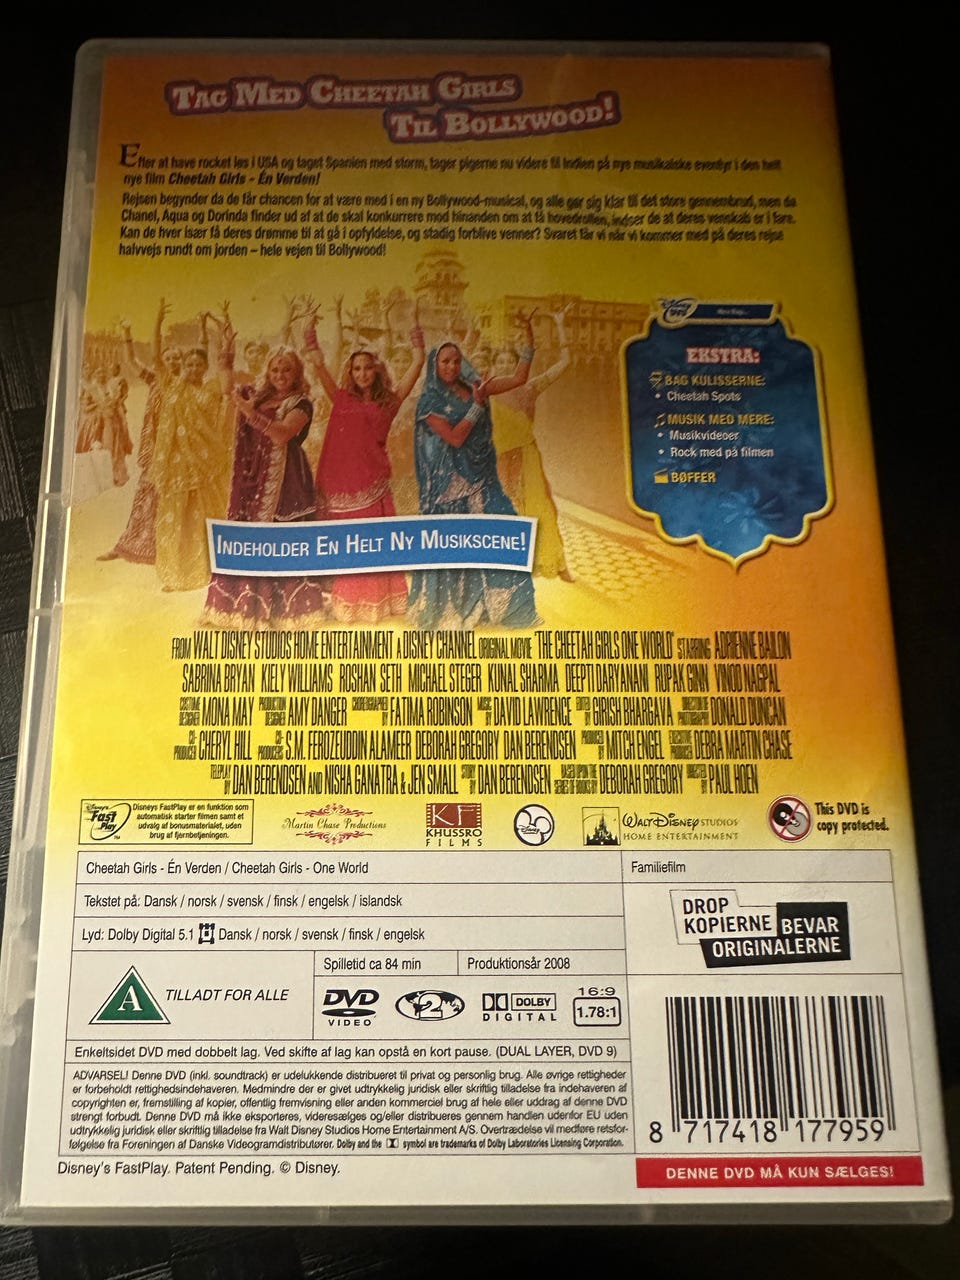 TAG MED CHEETAH GIRLS
TIL BOLLYWOOD!
Efter at have rocket løs i USA og taget Spanien med storm, tager pigerne nu videre til Indien på nye musikalske eventyr i den helt
nye film Cheetah Girls - Én Verden!
Rejsen begynder da de får chancen for at være med i en ny Bollywood-musical, og alle gør sig klar til det store gennembrud, men da
Chanel, Aqua og Dorinda finder ud af at de skal konkurrere mod hinanden om at få hovedrollen, indser de at deres venskab er i fare.
Kan de hver især få deres drømme til at gå i opfyldelse, og stadig forblive venner? Svaret får vi når vi kommer med på deres rejse
halvvejs rundt om jorden – hele vejen til Bollywood!
Disney DVD
EKSTRA:
BAG KULISSERNE:
• Cheetah Spots
MUSIK MED MERE:
• Musikvideoer
• Rock med på filmen
BØFFER
INDEHOLDER EN HELT NY MUSIKSCENE!
FROM WALT DISNEY STUDIOS HOME ENTERTAINMENT A DISNEY CHANNEL ORIGINAL MOVIE "THE CHEETAH GIRLS ONE WORLD" STARRING ADRIENNE BAILON
SABRINA BRYAN KIELY WILLIAMS ROSHAN SETH MICHAEL STEGER KUNAL SHARMA DEEPTI DARYANANI RUPAK GINN VINOD NAGPAL
COSTUME DESIGNER MONA MAY PRODUCTION DESIGNER AMY DANGER CHOREOGRAPHED BY FATIMA ROBINSON MUSIC BY DAVID LAWRENCE EDITED BY GIRISH BHARGAVA DIRECTOR OF PHOTOGRAPHY DONALD DUNCAN
CO-PRODUCER CHERYL HILL CO-PRODUCERS S.M. FEROZEUDDIN ALAMEER DEBORAH GREGORY DAN BERENDSEN PRODUCED BY MITCH ENGEL EXECUTIVE PRODUCER DEBRA MARTIN CHASE
TELEPLAY BY DAN BERENDSEN AND NISHA GANATRA & JEN SMALL STORY BY DAN BERENDSEN BASED UPON THE SERIES OF BOOKS BY DEBORAH GREGORY DIRECTED BY PAUL HOEN
Disney's Fast Play ™
Disneys FastPlay er en funktion som
automatisk starter filmen samt et
udvalg af bonusmaterialet, uden
brug af fjernbetjeningen.
Martin Chase Productions
KF
KHUSSRO
FILMS
Disney
WALT DISNEY STUDIOS
HOME ENTERTAINMENT
This DVD is
copy protected.
Cheetah Girls - Én Verden / Cheetah Girls - One World
Familiefilm
Tekstet på: Dansk / norsk / svensk / finsk / engelsk / islandsk
Lyd: Dolby Digital 5.1 Dansk / norsk / svensk / finsk / engelsk
DROP
KOPIERNE BEVAR
ORIGINALERNE
Spilletid ca 84 min
Produktionsår 2008
A
TILLADT FOR ALLE
DVD
VIDEO
2
DOLBY
DIGITAL
16:9
1.78:1
Enkeltsidet DVD med dobbelt lag. Ved skifte af lag kan opstå en kort pause. (DUAL LAYER, DVD 9)
ADVARSEL! Denne DVD (inkl. soundtrack) er udelukkende distribueret til privat og personlig brug. Alle øvrige rettigheder
er forbeholdt rettighedsindehaveren. Medmindre der er givet udtrykkelig juridisk eller skriftlig tilladelse fra indehaveren af
copyrighten er, fremstilling af kopier, offentlig fremvisning eller anden kommerciel brug af hele eller uddrag af denne DVD
strengt forbudt. Denne DVD må ikke eksporteres, videresælges og/eller distribueres gennem handlen udenfor EU uden
udtrykkelig juridisk eller skriftlig tilladelse fra Walt Disney Studios Home Entertainment A/S. Overtrædelse vil medføre retsfor-
følgelse fra Foreningen af Danske Videogramdistributører. Dolby and the symbol are trademarks of Dolby Laboratories Licensing Corporation.
8 717418 177959
Disney's FastPlay. Patent Pending. © Disney.
DENNE DVD MÅ KUN SÆLGES!